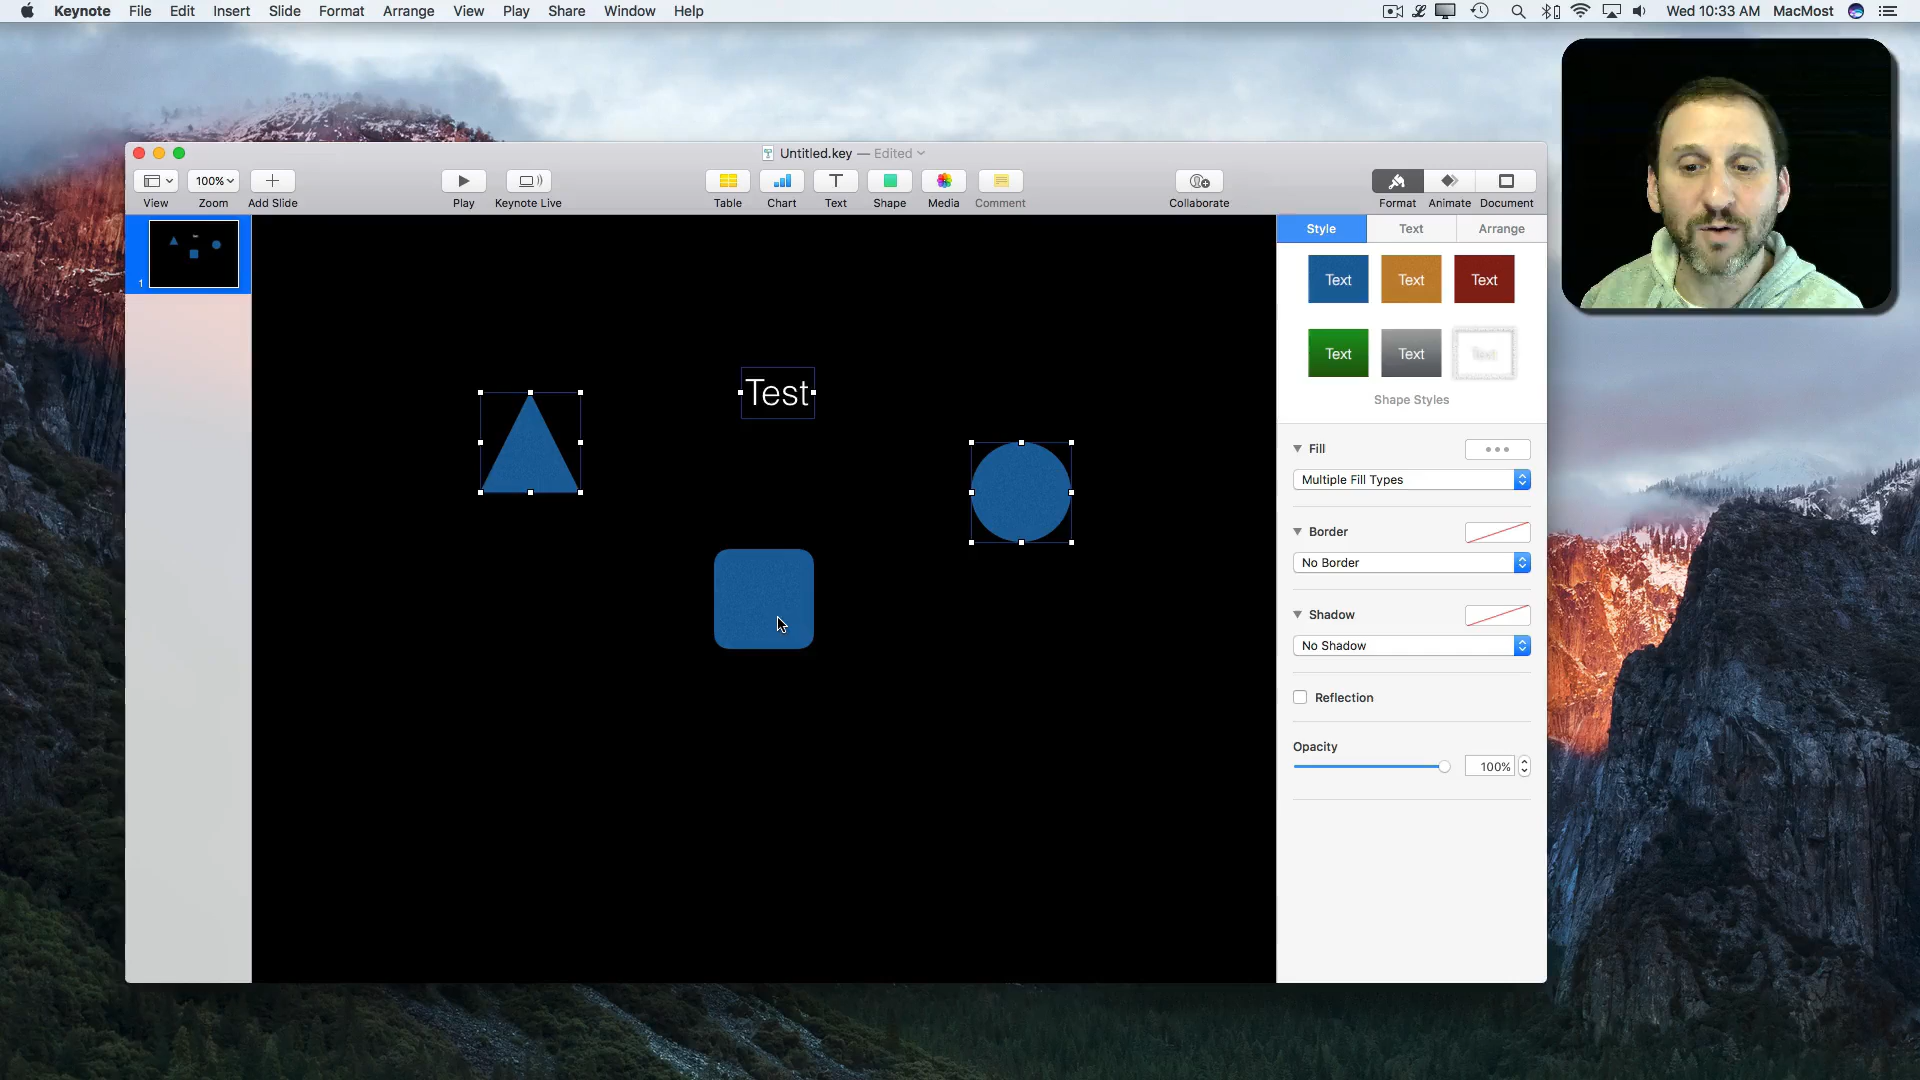 Keynote File Edit Insert Slide Format Arrange View Play Share Window Help
Wed 10:33 AM MacMost
Untitled.key — Edited
100%
View Zoom Add Slide Play Keynote Live Table Chart Text Shape Media Comment Collaborate Format Animate Document
1
Test
Style Text Arrange
Text Text Text
Text Text Text
Shape Styles
Fill
Multiple Fill Types
Border
No Border
Shadow
No Shadow
Reflection
Opacity
100%